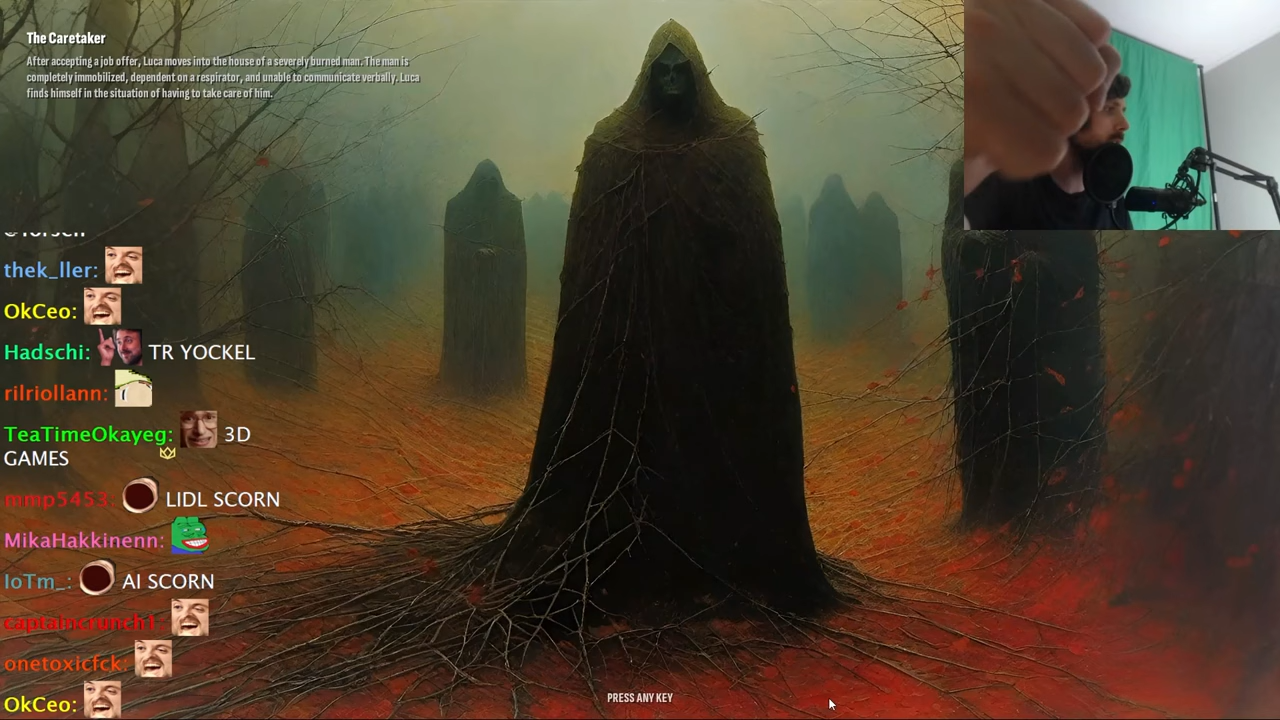 The Caretaker
After accepting a job offer, Luca moves into the house of a severely burned man. The man is
completely immobilized, dependent on a respirator, and unable to communicate verbally. Luca
finds himself in the situation of having to take care of him.
thek_ller:
OkCeo:
Hadschi: TR YOCKEL
rilriollann:
TeaTimeOkayeg: 3D
GAMES
mmp5453: LIDL SCORN
MikaHakkinenn:
IoTm_: AI SCORN
captaincrunch1:
onetoxicfck:
OkCeo:
PRESS ANY KEY